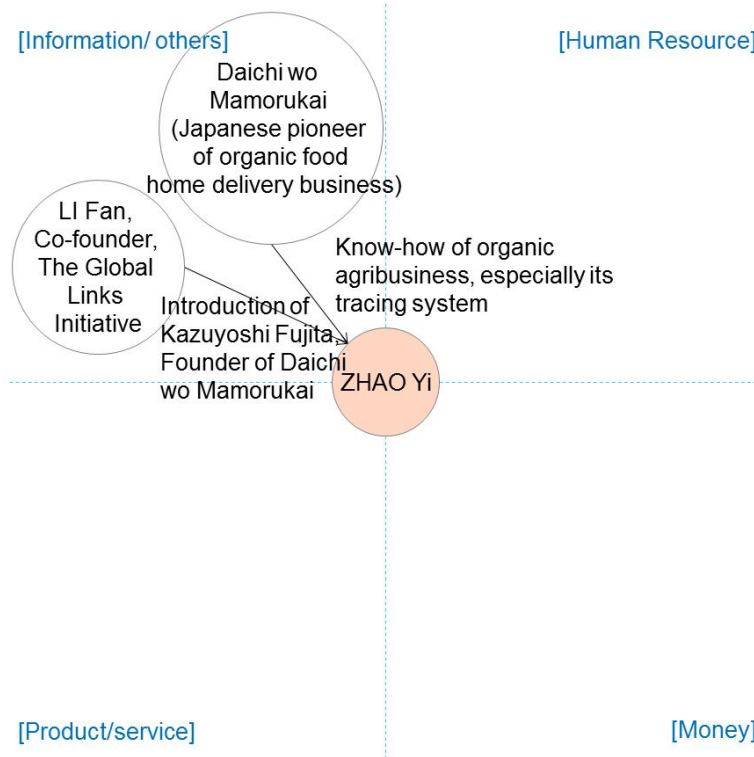 [Information/ others]
[Human Resource]
Daichi wo
Mamorukai
(Japanese pioneer
of organic food
home delivery business)
LI Fan,
Co-founder,
The Global
Links
Initiative
Know-how of organic
agribusiness, especially its
tracing system
Introduction of
Kazuyoshi Fujita,
Founder of Daichi
wo Mamorukai
ZHAO Yi
[Product/service]
[Money]